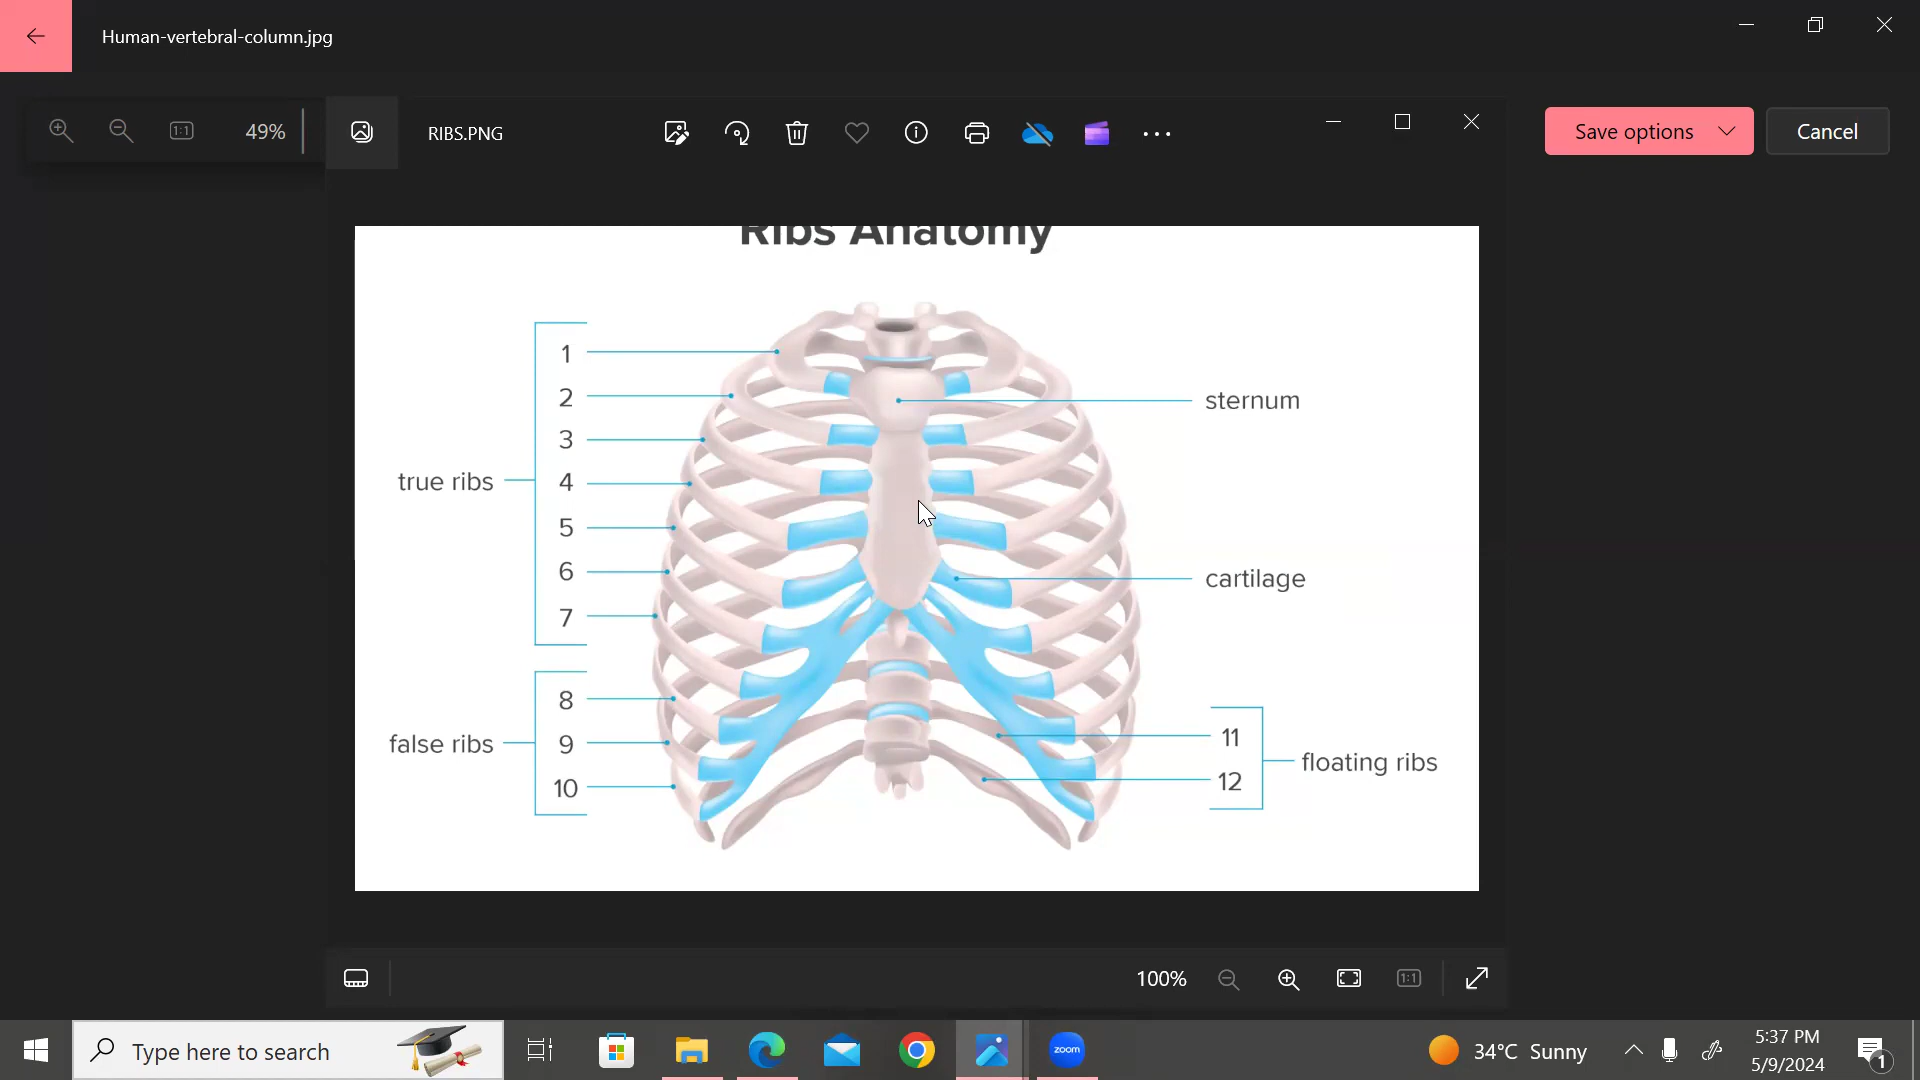 Human-vertebral-column.jpg
49%
RIBS.PNG
Save options
Cancel
Ribs Anatomy
1
2
3
4
5
6
7
true ribs
8
9
10
false ribs
sternum
cartilage
11
12
floating ribs
100%
Type here to search
zoom
34°C Sunny
5:37 PM
5/9/2024
1